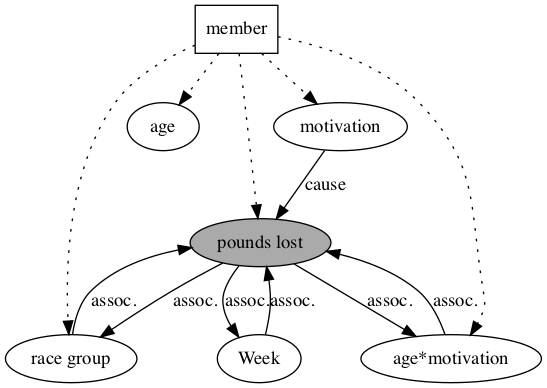 member
age
motivation
cause
pounds lost
assoc.
assoc.
assoc.
assoc.
assoc.
assoc.
race group
Week
age*motivation